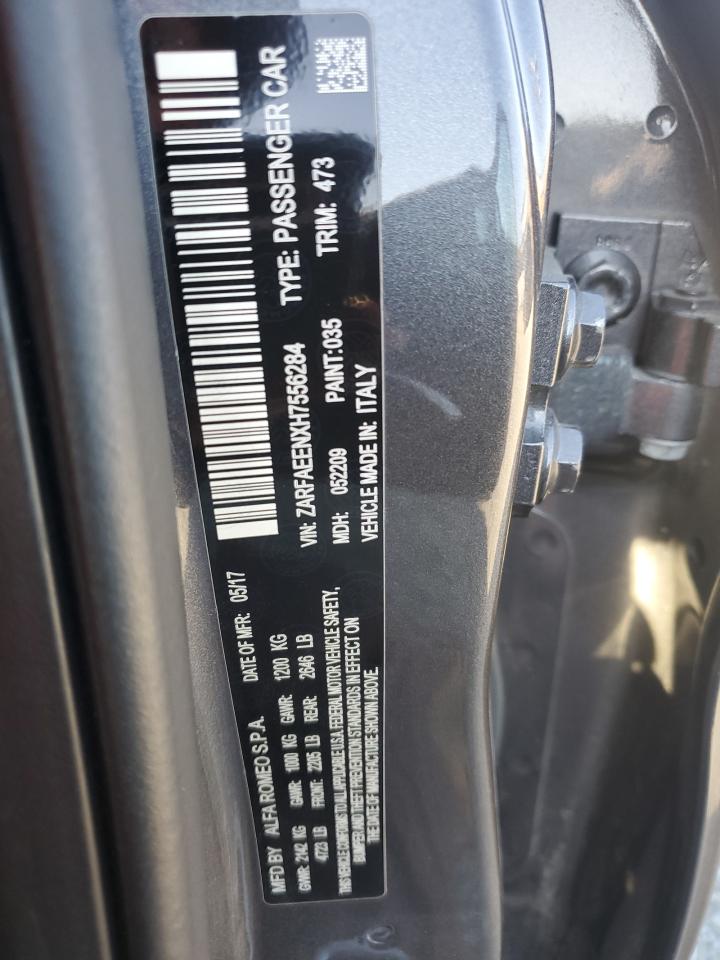 MFD BY ALFA ROMEO S.P.A. DATE OF MFR: 05/17
GVWR: 2142 KG GAWR: 1000 KG GAWR: 1200 KG
4723 LB FRONT: 2205 LB REAR: 2646 LB
THIS VEHICLE CONFORMS TO ALL APPLICABLE U.S.A. FEDERAL MOTOR VEHICLE SAFETY,
BUMPER AND THEFT PREVENTION STANDARDS IN EFFECT ON
THE DATE OF MANUFACTURE SHOWN ABOVE.
VIN: ZARFAEENXH7556284 TYPE: PASSENGER CAR
MDH: 052209 PAINT:035 TRIM: 473
VEHICLE MADE IN: ITALY